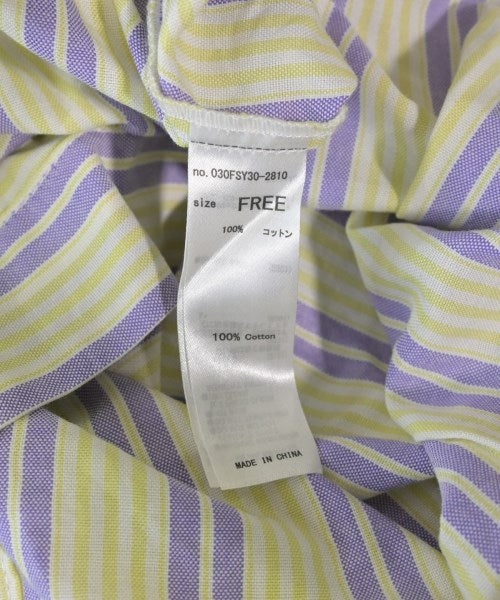 no. 030FSY30-2810
size FREE
100% コットン
100% Cotton
MADE IN CHINA